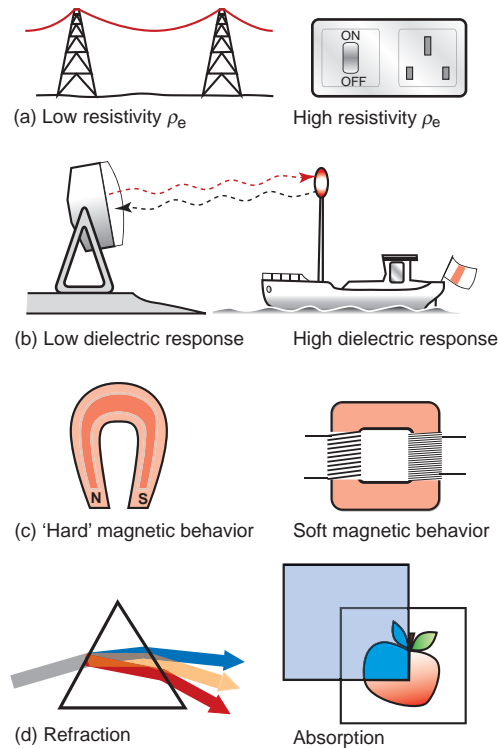 ON
OFF
(a) Low resistivity ρe
High resistivity ρe
(b) Low dielectric response
High dielectric response
N S
(c) ‘Hard’ magnetic behavior
Soft magnetic behavior
(d) Refraction
Absorption